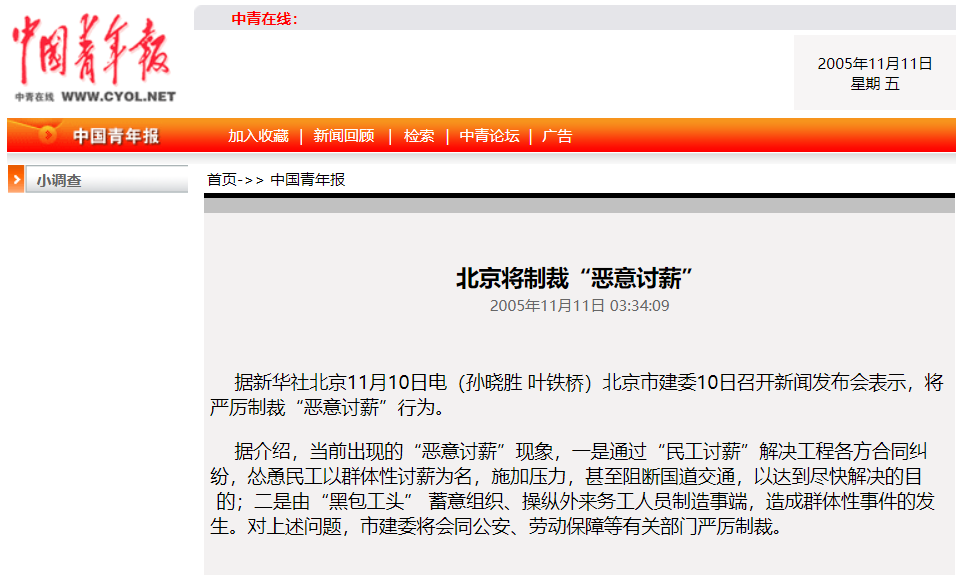 中国青年报
中青在线 WWW.CYOL.NET
中青在线：
2005年11月11日
星期 五
中国青年报
加入收藏 | 新闻回顾 | 检索 | 中青论坛 | 广告
小调查
首页->> 中国青年报
北京将制裁“恶意讨薪”
2005年11月11日 03:34:09
据新华社北京11月10日电（孙晓胜 叶铁桥）北京市建委10日召开新闻发布会表示，将
严厉制裁“恶意讨薪”行为。
据介绍，当前出现的“恶意讨薪”现象，一是通过“民工讨薪”解决工程各方合同纠
纷，怂恿民工以群体性讨薪为名，施加压力，甚至阻断国道交通，以达到尽快解决的目
的；二是由“黑包工头” 蓄意组织、操纵外来务工人员制造事端，造成群体性事件的发
生。对上述问题，市建委将会同公安、劳动保障等有关部门严厉制裁。